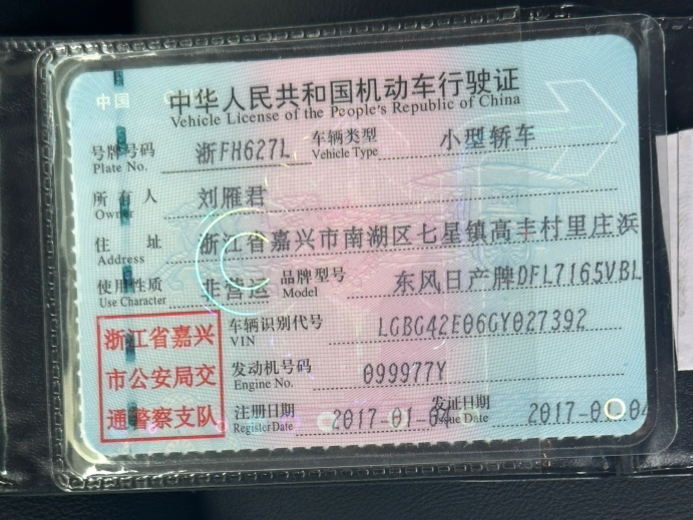 中国
中华人民共和国机动车行驶证
Vehicle License of the People's Republic of China
号牌号码 浙FH627L 车辆类型 小型轿车
Plate No. Vehicle Type
所有人 刘雁君
Owner
住址 浙江省嘉兴市南湖区七星镇高丰村里庄浜
Address
使用性质 非营运 品牌型号 东风日产牌DFL7165VBL
Use Character Model
浙江省嘉兴
市公安局交
通警察支队
车辆识别代号 LGBG42E06GY027392
VIN
发动机号码 099977Y
Engine No.
注册日期 2017-01-04 发证日期 2017-01-04
Register Date Issue Date